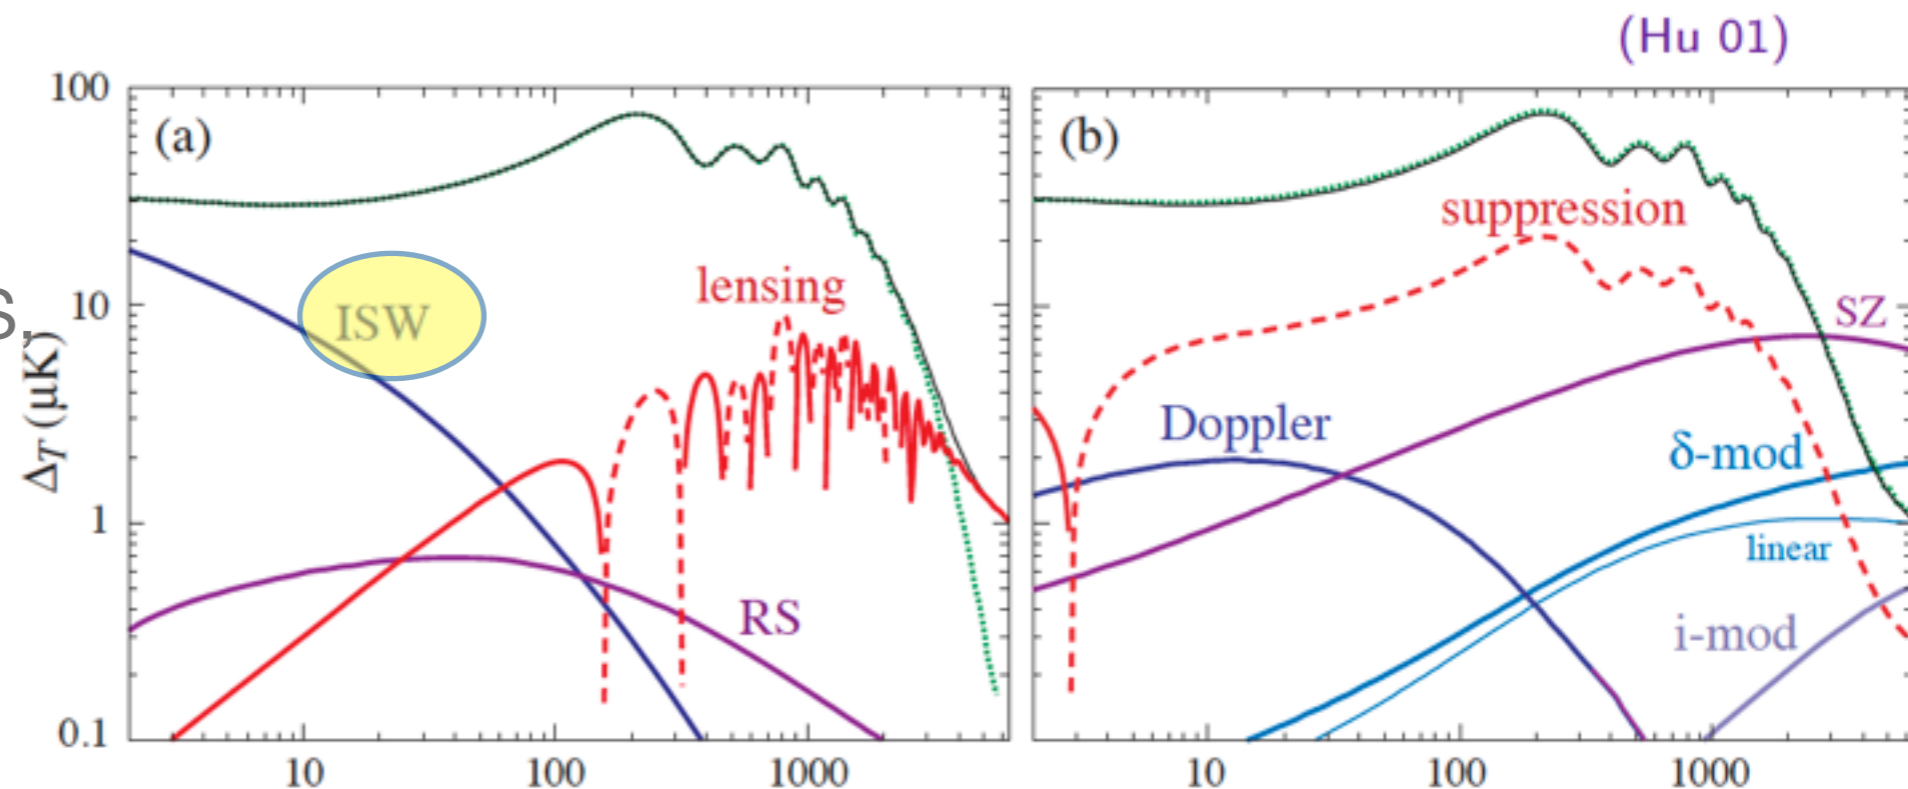 (Hu 01)
100
10
1
0.1
s.
ΔT (μK)
(a)
ISW
lensing
RS
10
100
1000
(b)
suppression
SZ
Doppler
δ-mod
linear
i-mod
10
100
1000